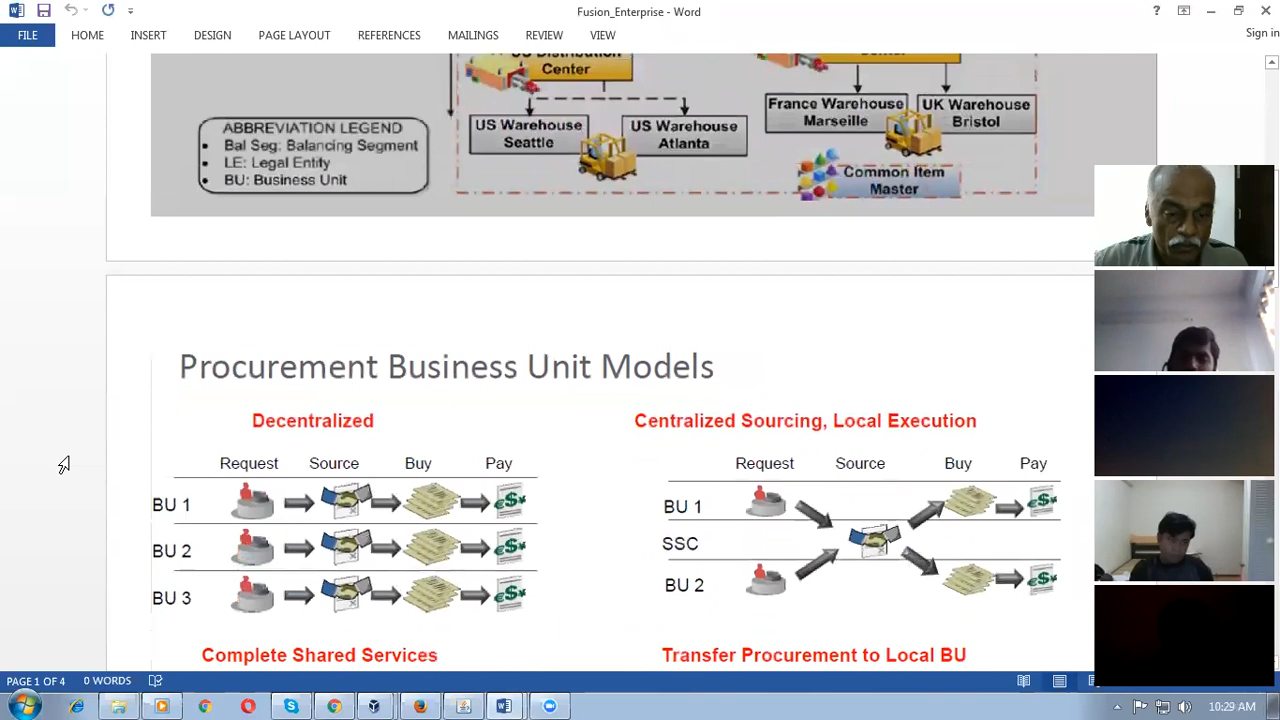 Fusion_Enterprise - Word
?
FILE
HOME
INSERT
DESIGN
PAGE LAYOUT
REFERENCES
MAILINGS
REVIEW
VIEW
Sign in
US Distribution
Center
Center
US Warehouse
Seattle
US Warehouse
Atlanta
France Warehouse
Marseille
UK Warehouse
Bristol
Common Item
Master
ABBREVIATION LEGEND
• Bal Seg: Balancing Segment
• LE: Legal Entity
• BU: Business Unit
Procurement Business Unit Models
Decentralized
Request Source Buy Pay
BU 1
BU 2
BU 3
Centralized Sourcing, Local Execution
Request Source Buy Pay
BU 1
SSC
BU 2
Complete Shared Services
Transfer Procurement to Local BU
PAGE 1 OF 4
0 WORDS
10:29 AM